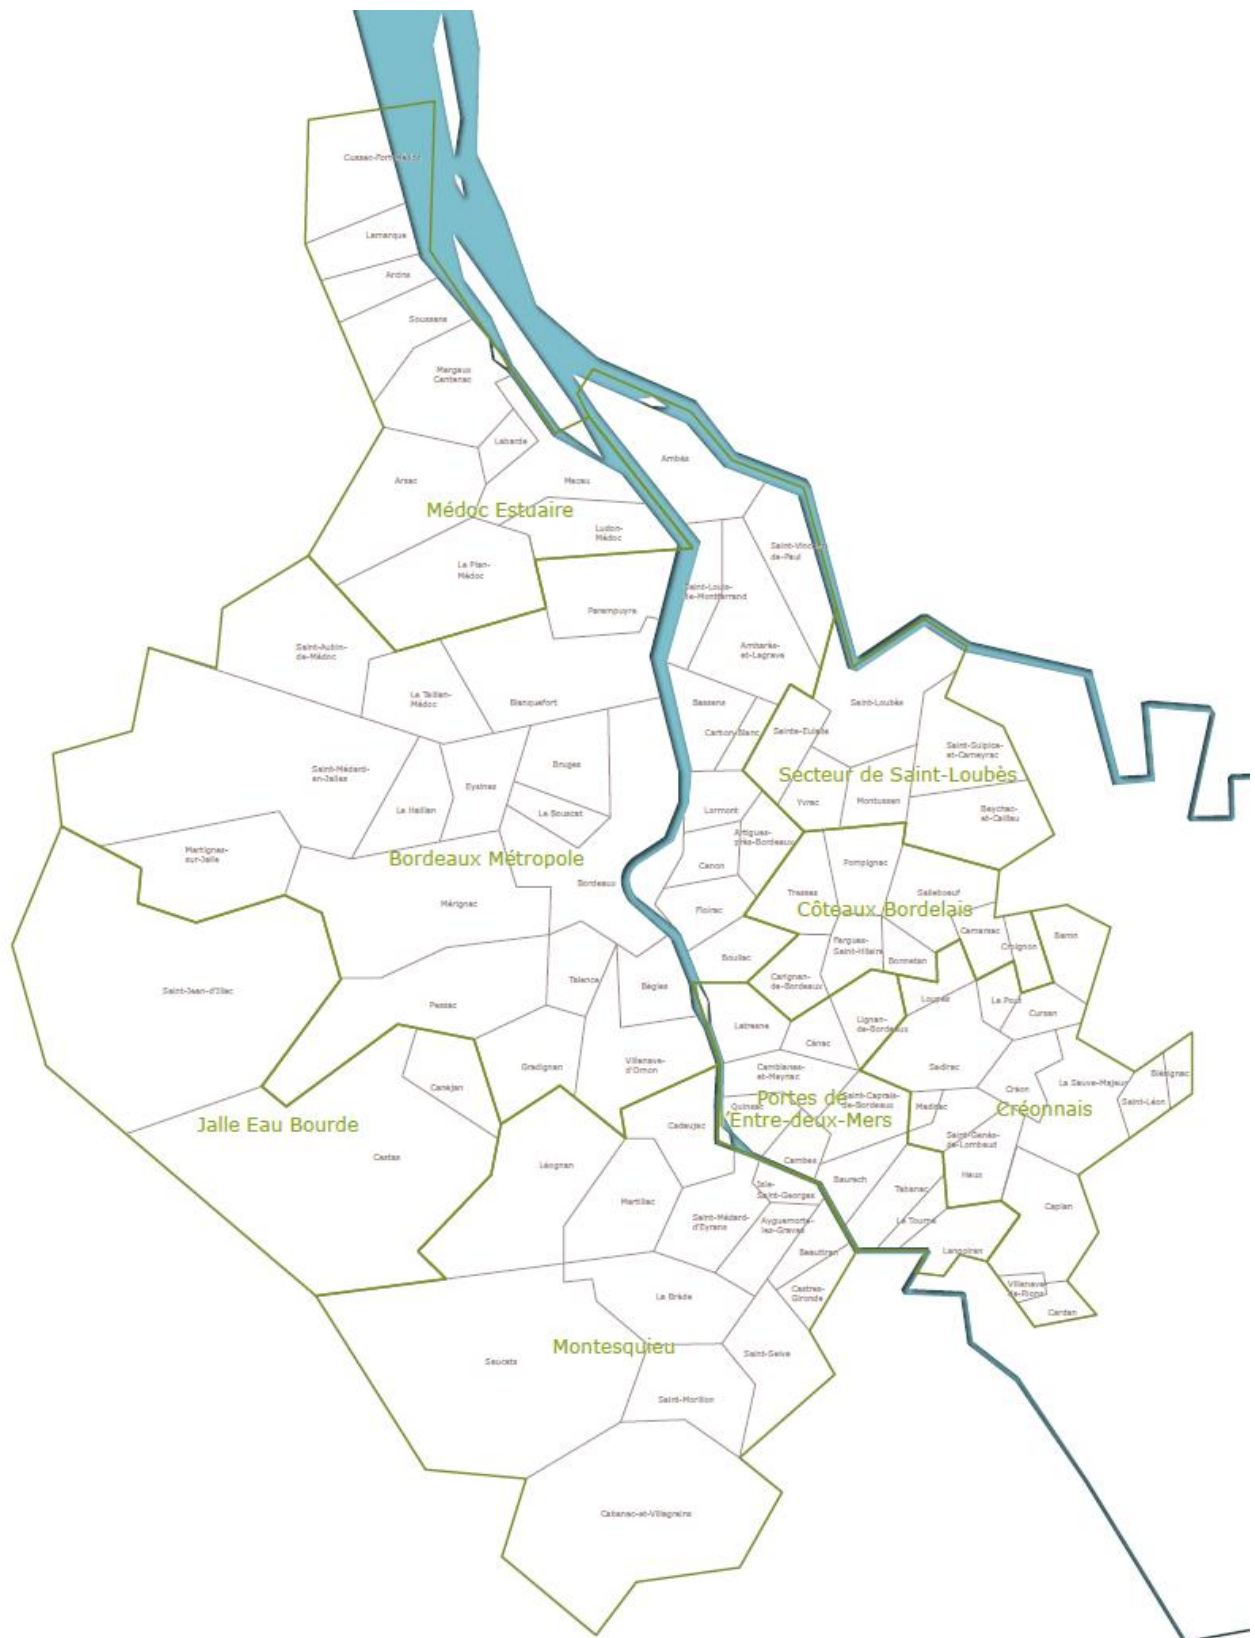 Cussac-Fort-Médoc
Lamarque
Arcins
Soussans
Margaux
Cantenac
Labarde
Ambès
Arsac
Macau
Médoc Estuaire
Ludon-
Médoc
Saint-Vincent-
de-Paul
Le Pian-
Médoc
Saint-Louis-
de-Montferrand
Parempuyre
Saint-Aubin-
de-Médoc
Ambarès-
et-Lagrave
Le Taillan-
Médoc
Blanquefort
Bassens
Saint-Loubès
Carbon-Blanc
Sainte-Eulalie
Saint-Sulpice-
et-Cameyrac
Saint-Médard-
en-Jalles
Bruges
Secteur de Saint-Loubès
Eysines
Le Haillan
Le Bouscat
Lormont
Yvrac
Montussan
Beychac-
et-Caillau
Artigues-
près-Bordeaux
Martignas-
sur-Jalle
Bordeaux Métropole
Cenon
Pompignac
Bordeaux
Tresses
Salleboeuf
Mérignac
Floirac
Côteaux Bordelais
Camarsac
Croignon
Baron
Fargues-
Saint-Hilaire
Bonnetan
Bouliac
Saint-Jean-d'Illac
Talence
Bègles
Carignan-
de-Bordeaux
Pessac
Loupes
Le Pout
Cursan
Latresne
Lignan-
de-Bordeaux
Cénac
Gradignan
Villenave-
d'Ornon
Camblanes-
et-Meynac
Sadirac
Canéjan
Créon
La Sauve-Majeur
Blésignac
Saint-Léon
Jalle Eau Bourde
Quinsac
Portes de
l'Entre-deux-Mers
Saint-Caprais-
de-Bordeaux
Madirac
Créonnais
Cadaujac
Saint-Genès-
de-Lombaud
Cestas
Léognan
Cambes
Baurech
Tabanac
Haux
Isle-
Saint-Georges
Martillac
Saint-Médard-
d'Eyrans
Ayguemorte-
les-Graves
Le Tourne
Capian
Beautiran
Langoiran
Castres-
Gironde
Villenave-
de-Rions
La Brède
Cardan
Montesquieu
Saint-Selve
Saucats
Saint-Morillon
Cabanac-et-Villagrains